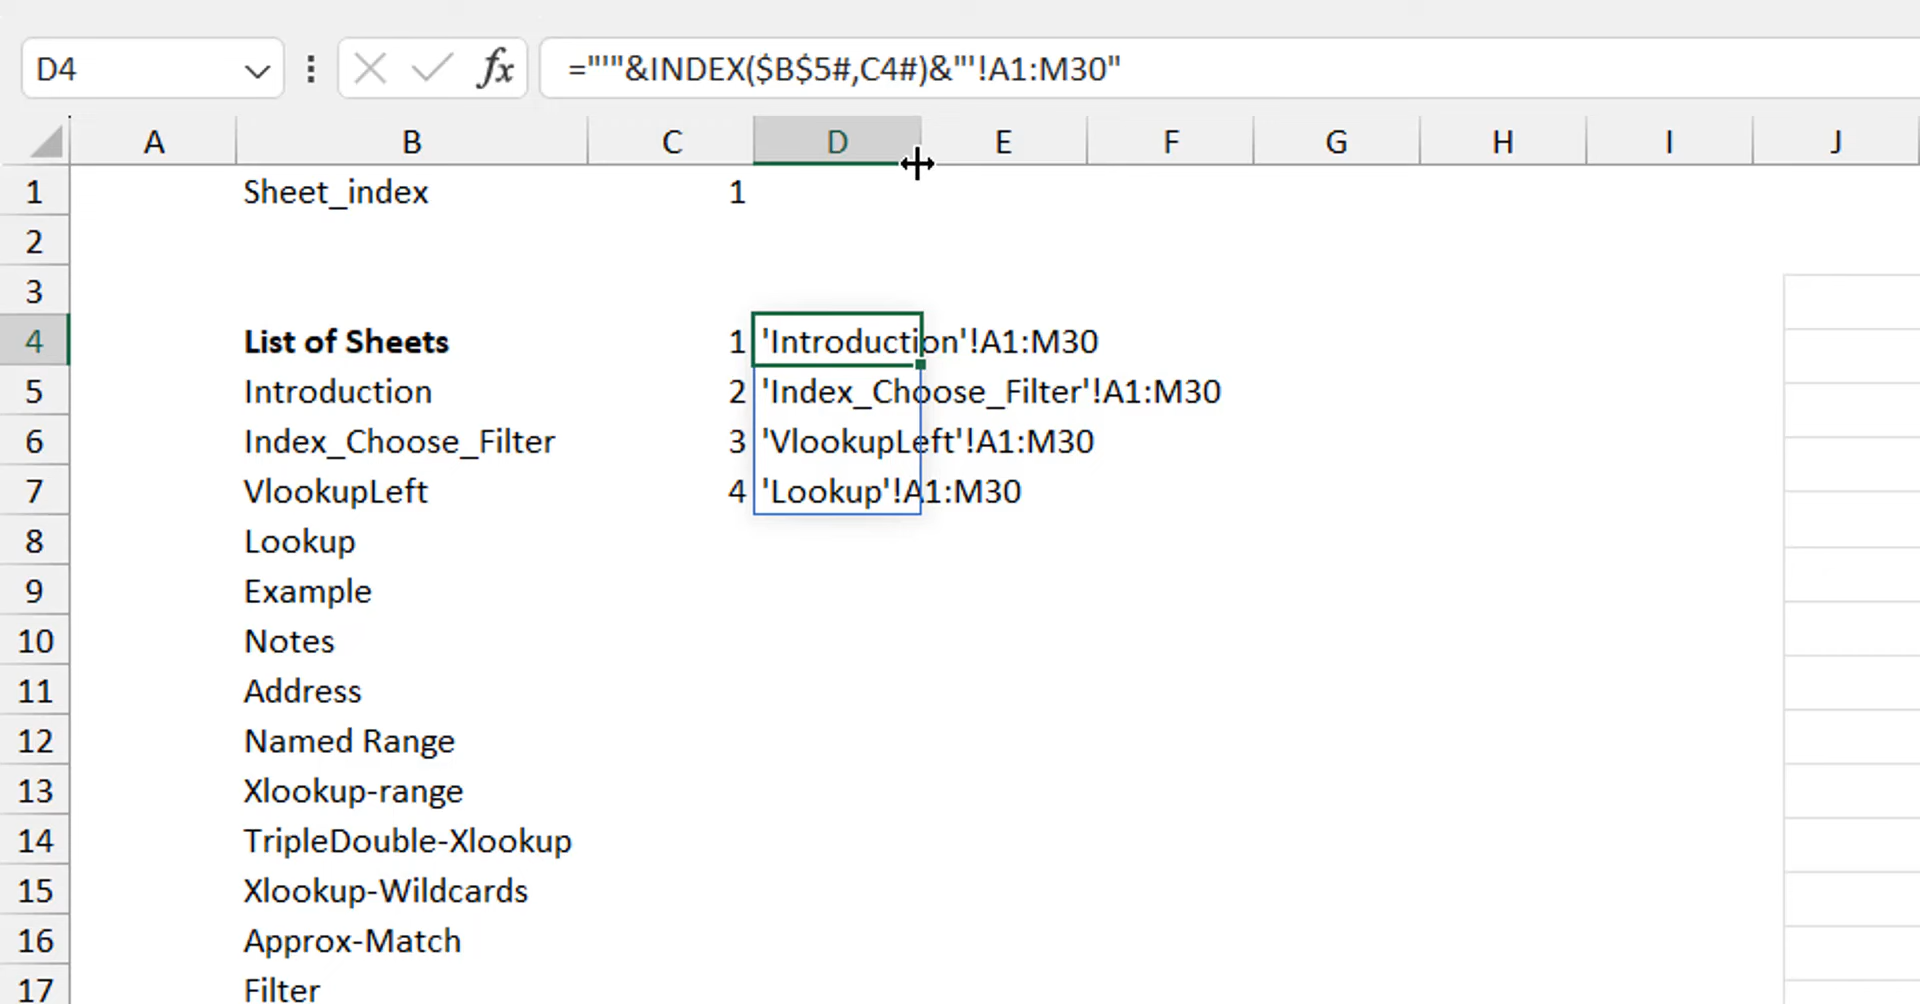 D4 fx ="'"&INDEX($B$5#,C4#)&"'!A1:M30"
A B C D E F G H I J
1 Sheet_index 1
2
3
4 List of Sheets 1 'Introduction'!A1:M30
5 Introduction 2 'Index_Choose_Filter'!A1:M30
6 Index_Choose_Filter 3 'VlookupLeft'!A1:M30
7 VlookupLeft 4 'Lookup'!A1:M30
8 Lookup
9 Example
10 Notes
11 Address
12 Named Range
13 Xlookup-range
14 TripleDouble-Xlookup
15 Xlookup-Wildcards
16 Approx-Match
17 Filter